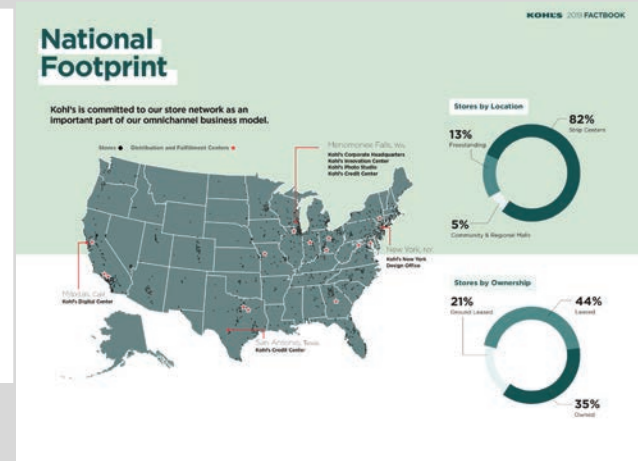 KOHL'S 2019 FACTBOOK
National
Footprint
Kohl's is committed to our store network as an
important part of our omnichannel business model.
Stores ● Distribution and Fulfillment Centers ●
Menomonee Falls, Wis.
Kohl's Corporate Headquarters
Kohl's Innovation Center
Kohl's Photo Studio
Kohl's Credit Center
New York, N.Y.
Kohl's New York
Design Office
Milpitas, Calif.
Kohl's Digital Center
San Antonio, Texas
Kohl's Credit Center
Stores by Location
82%
Strip Centers
13%
Freestanding
5%
Community & Regional Malls
Stores by Ownership
21%
Ground Leased
44%
Leased
35%
Owned